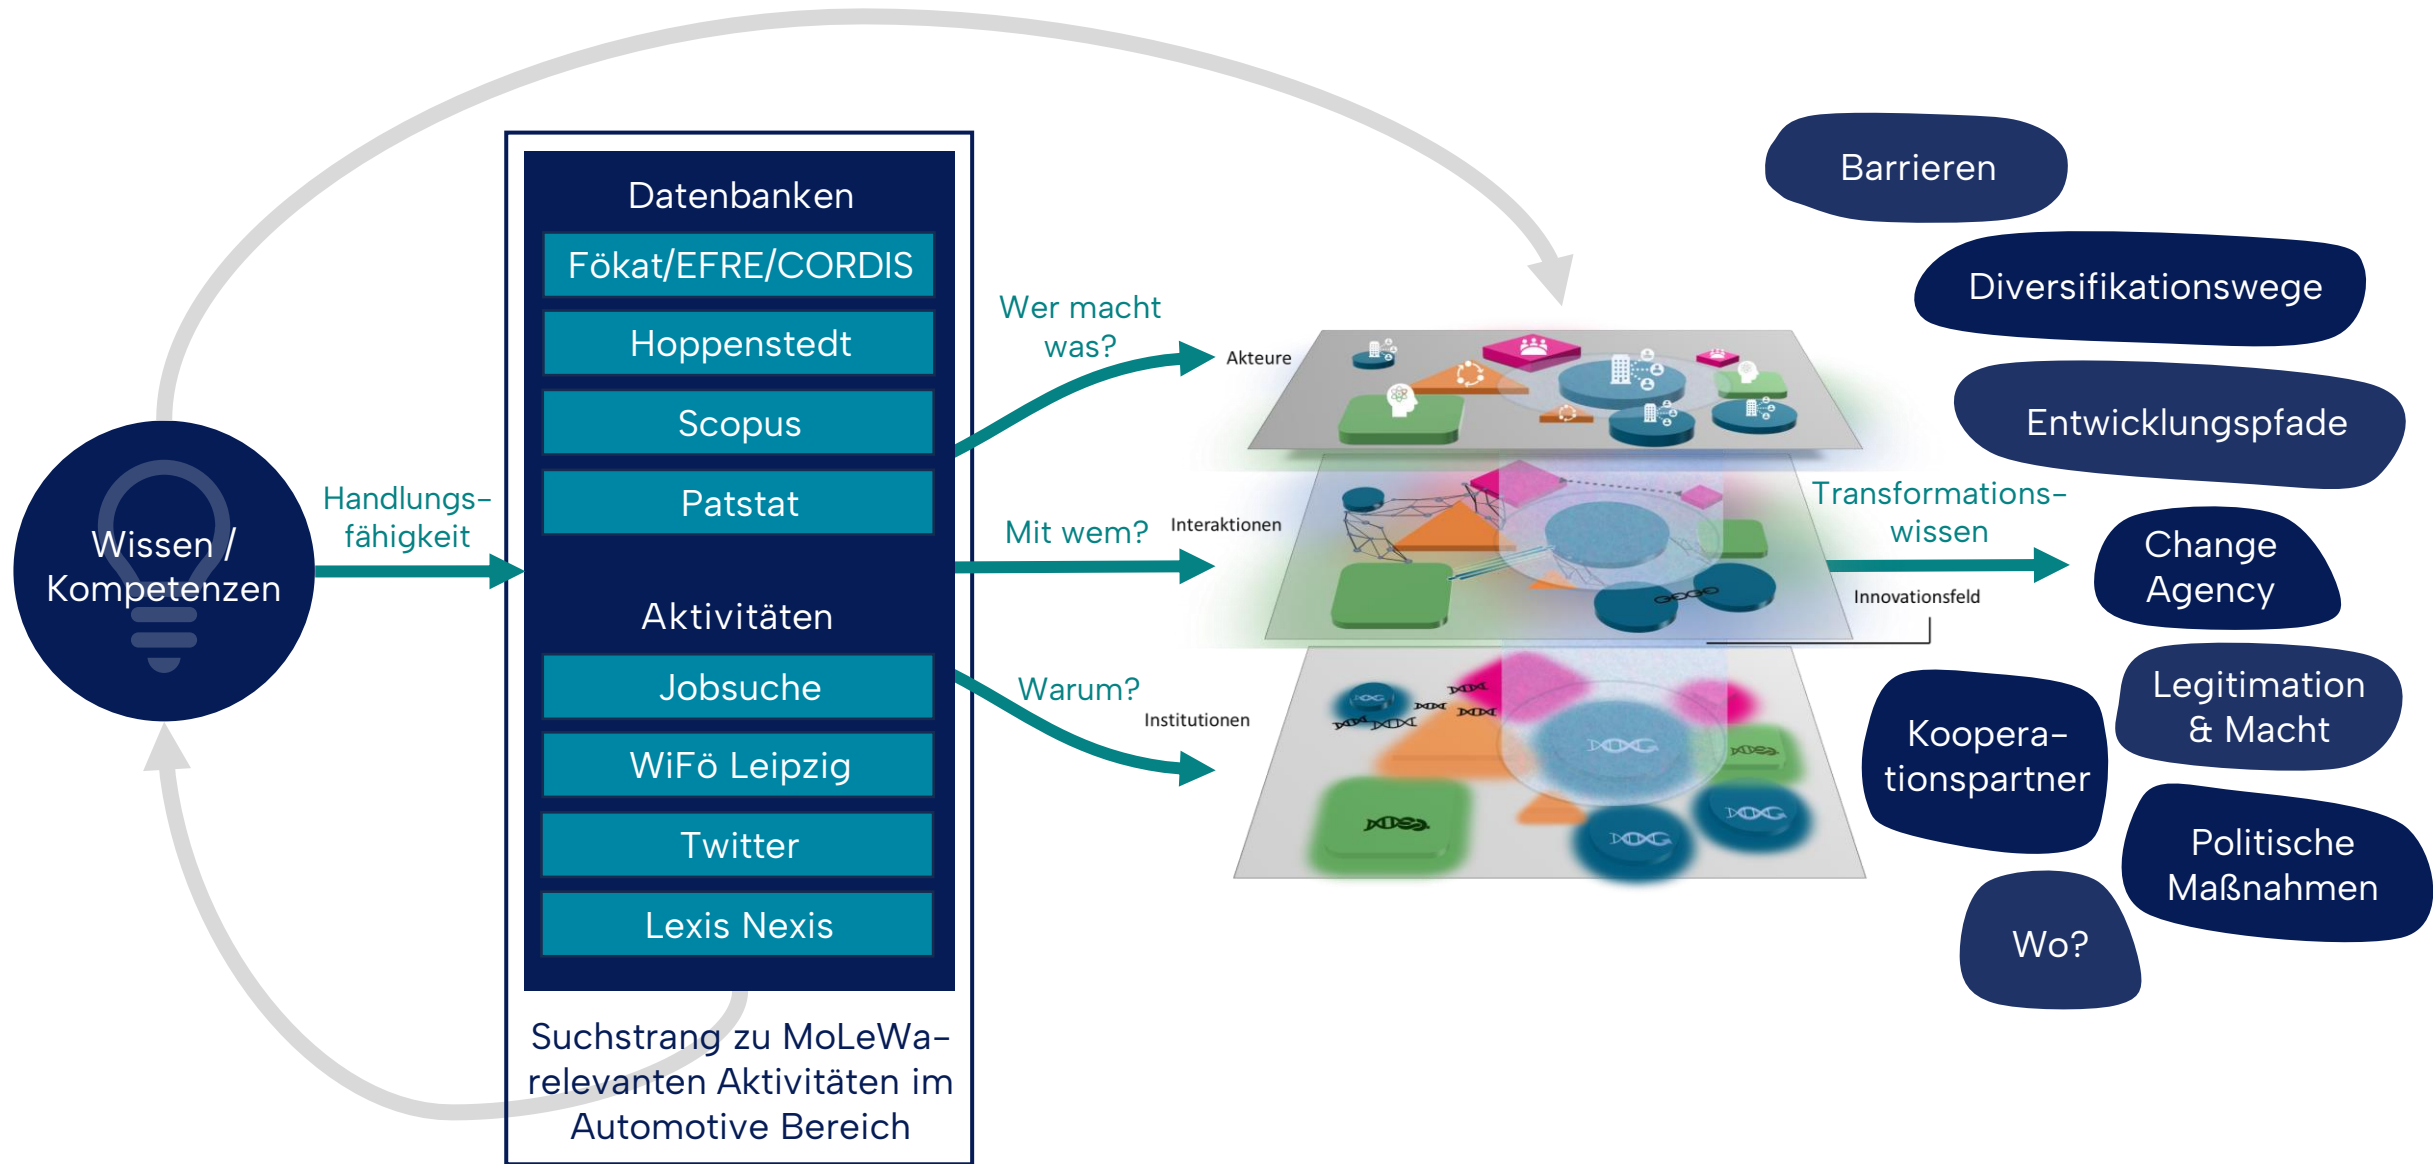 Wissen /
Kompetenzen
Handlungs-
fähigkeit
Datenbanken
Fökat/EFRE/CORDIS
Hoppenstedt
Scopus
Patstat
Aktivitäten
Jobsuche
WiFö Leipzig
Twitter
Lexis Nexis
Suchstrang zu MoLeWa-
relevanten Aktivitäten im
Automotive Bereich
Wer macht
was?
Mit wem?
Warum?
Akteure
Interaktionen
Institutionen
Transformations-
wissen
Innovationsfeld
Barrieren
Diversifikationswege
Entwicklungspfade
Change
Agency
Legitimation
& Macht
Koopera-
tionspartner
Politische
Maßnahmen
Wo?